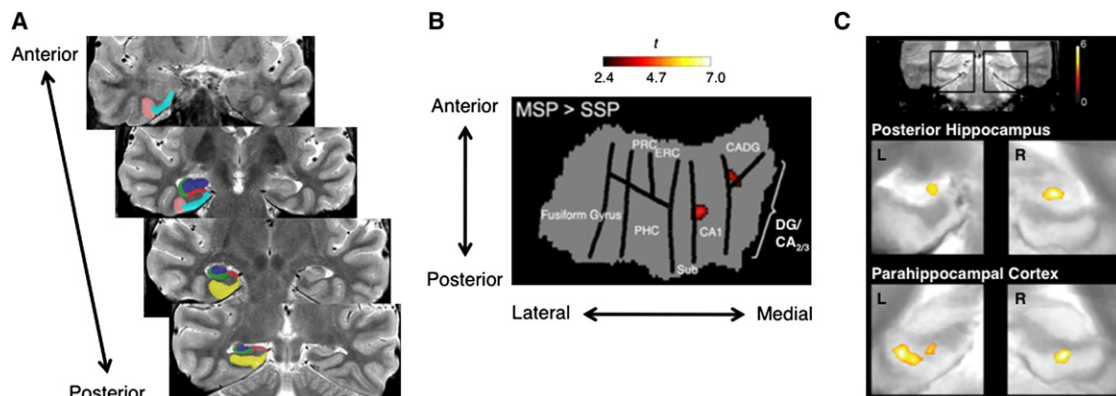 A
Anterior
Posterior
B
t
2.4 4.7 7.0
Anterior
Posterior
MSP > SSP
PRC
ERC
CADG
Fusiform Gyrus
PHC
CA1
Sub
DG/
CA2/3
Lateral
Medial
C
6
0
Posterior Hippocampus
L
R
Parahippocampal Cortex
L
R